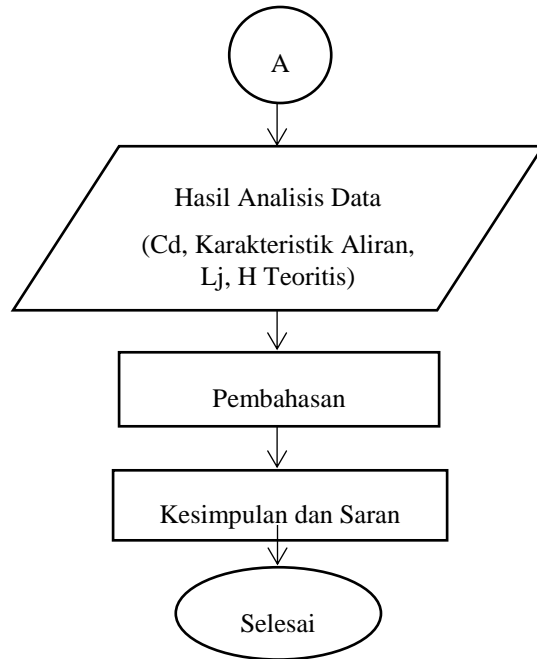 A
Hasil Analisis Data
(Cd, Karakteristik Aliran,
Lj, H Teoritis)
Pembahasan
Kesimpulan dan Saran
Selesai